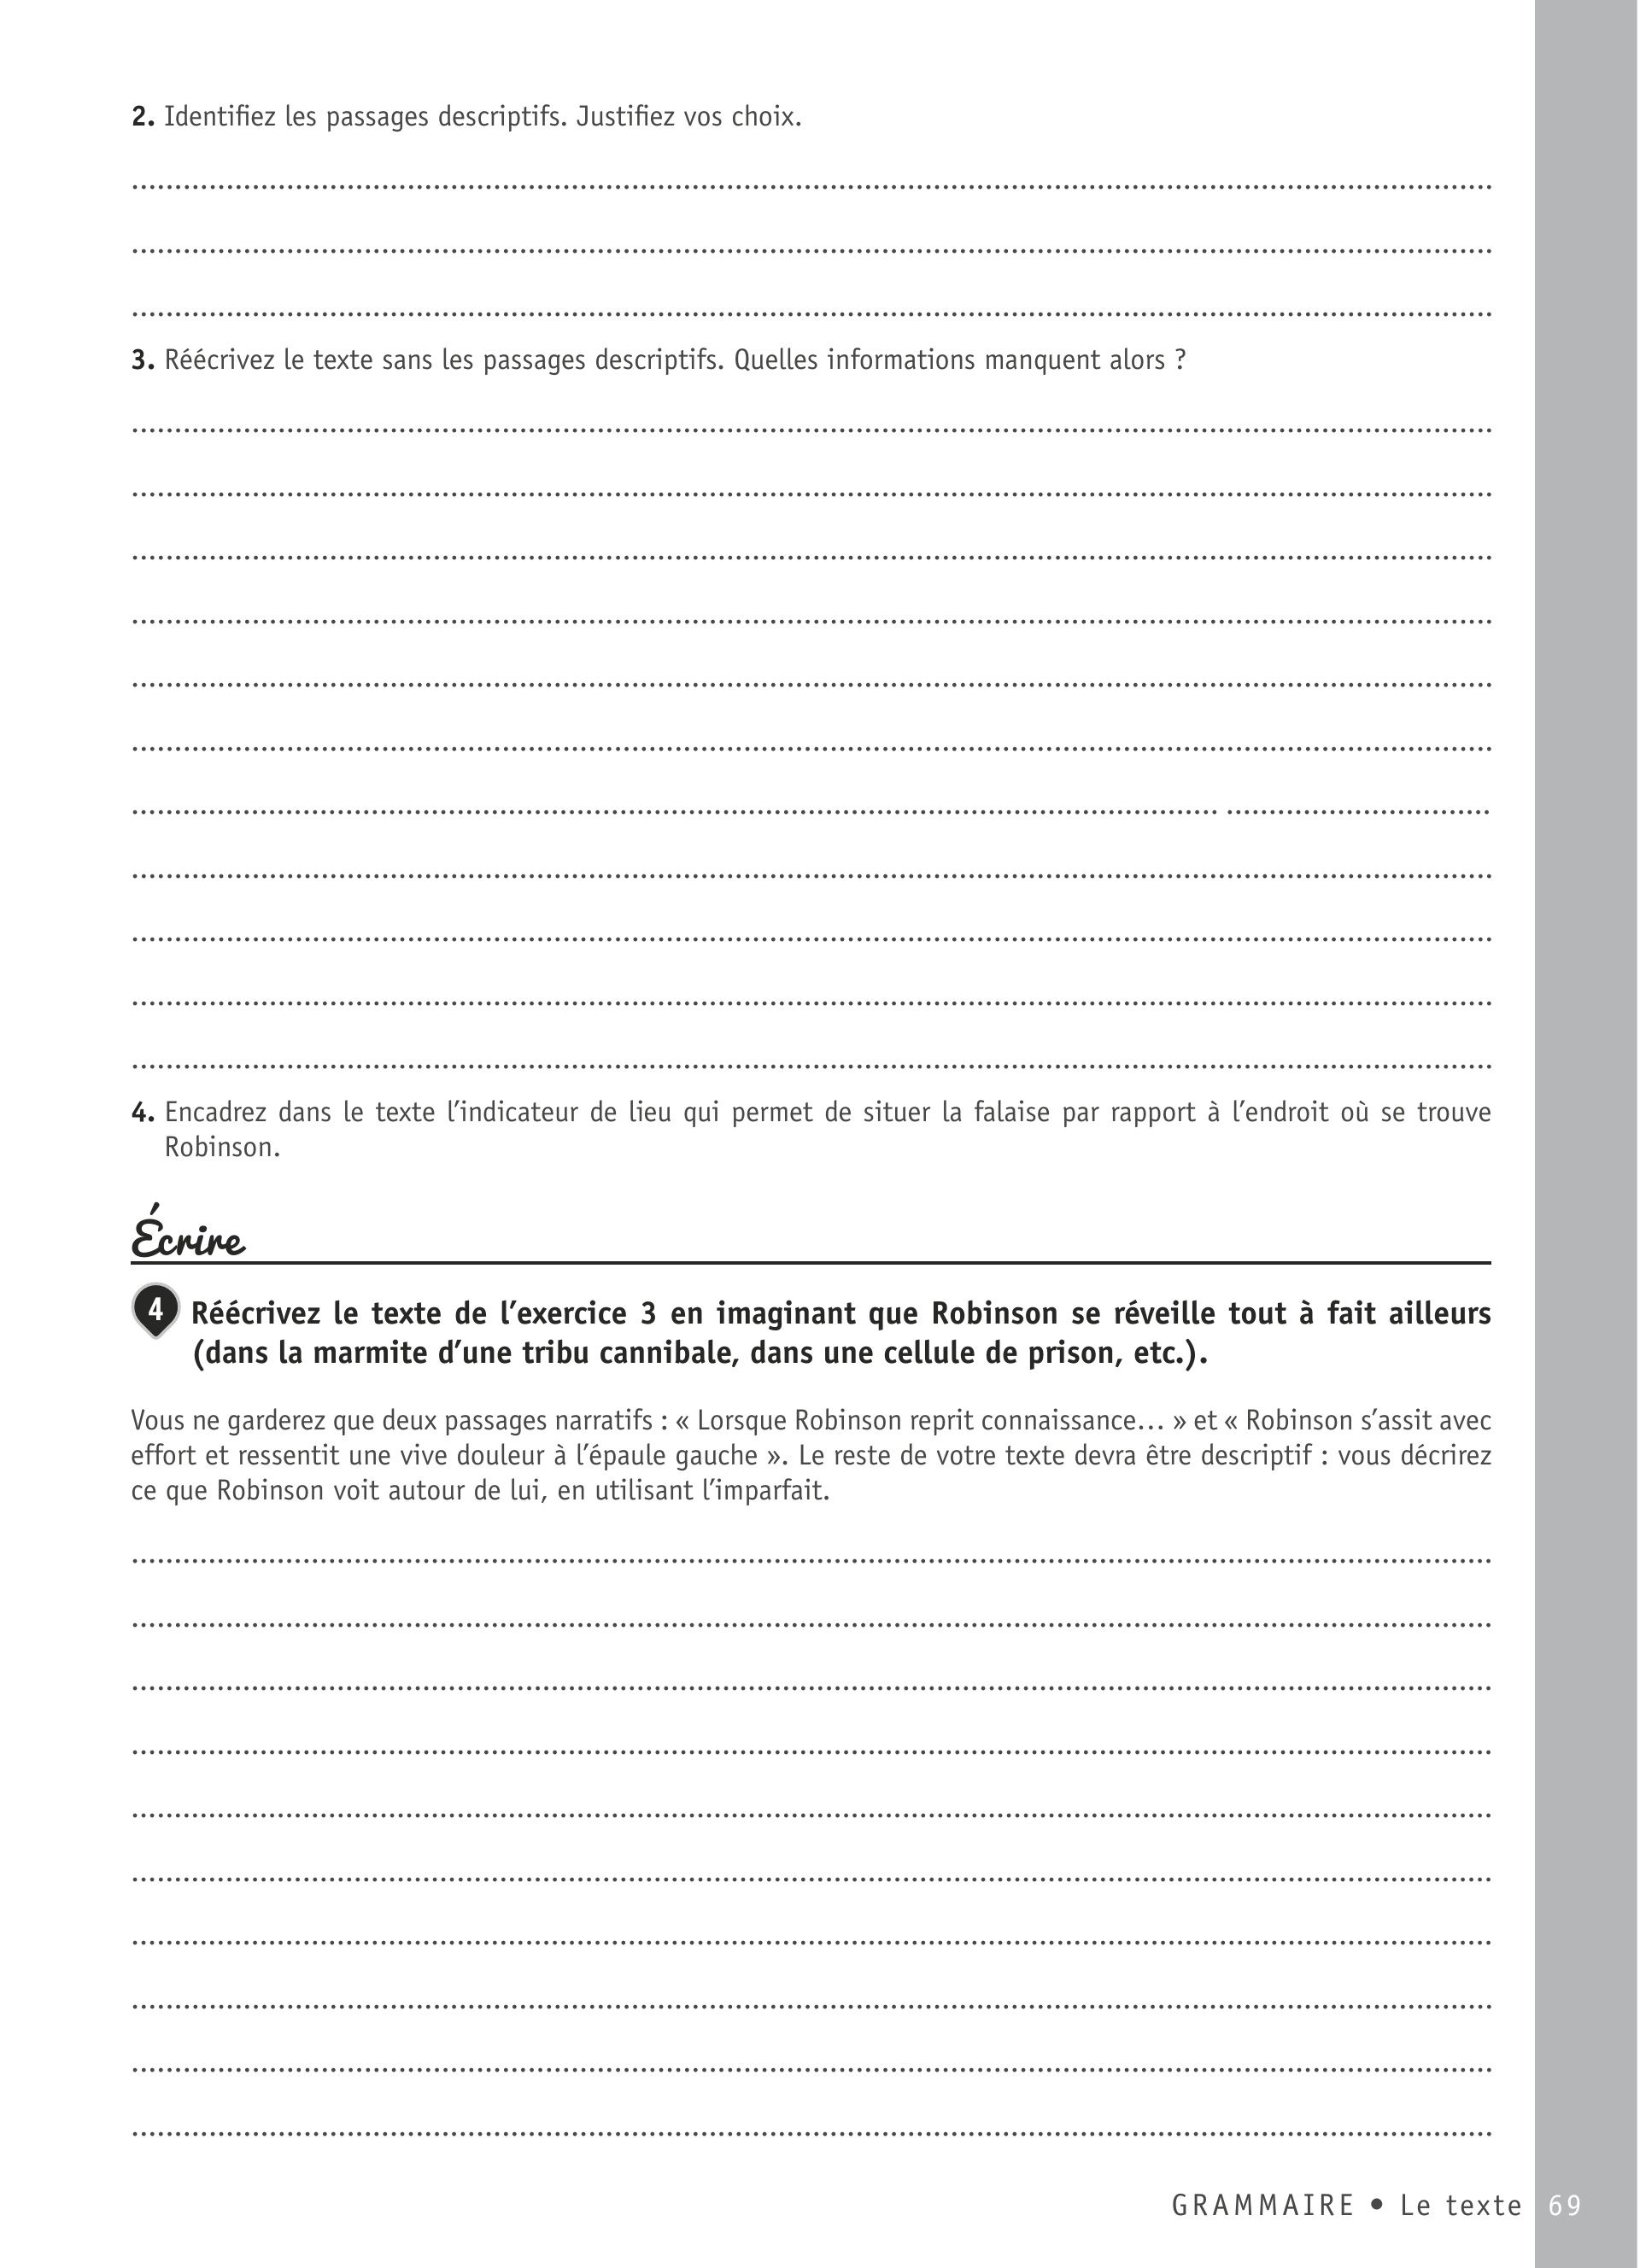 2. Identifiez les passages descriptifs. Justifiez vos choix.
3. Réécrivez le texte sans les passages descriptifs. Quelles informations manquent alors ?
4. Encadrez dans le texte l’indicateur de lieu qui permet de situer la falaise par rapport à l’endroit où se trouve
Robinson.
Écrire
4 Réécrivez le texte de l’exercice 3 en imaginant que Robinson se réveille tout à fait ailleurs
(dans la marmite d’une tribu cannibale, dans une cellule de prison, etc.).
Vous ne garderez que deux passages narratifs : « Lorsque Robinson reprit connaissance… » et « Robinson s’assit avec
effort et ressentit une vive douleur à l’épaule gauche ». Le reste de votre texte devra être descriptif : vous décrirez
ce que Robinson voit autour de lui, en utilisant l’imparfait.
GRAMMAIRE • Le texte 69